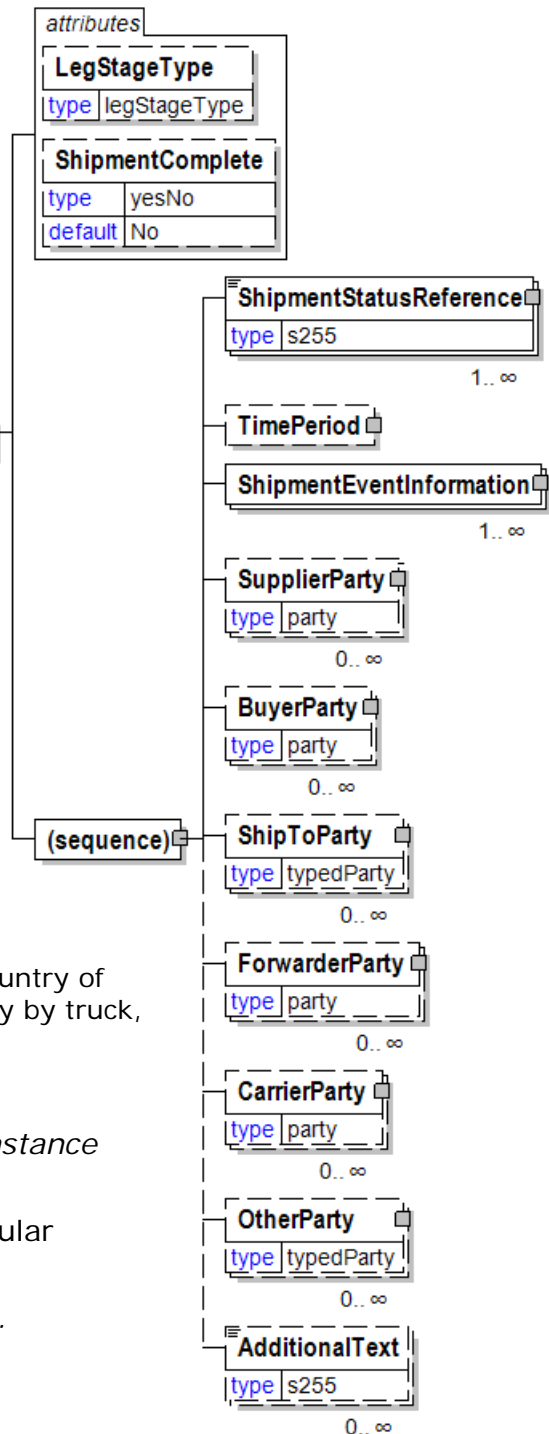 attributes
LegStageType
type legStageType
ShipmentComplete
type yesNo
default No
ShipmentStatusReference
type s255
1.. ∞
TimePeriod
ShipmentEventInformation
1.. ∞
SupplierParty
type party
0.. ∞
BuyerParty
type party
0.. ∞
(sequence)
ShipToParty
type typedParty
0.. ∞
ForwarderParty
type party
0.. ∞
CarrierParty
type party
0.. ∞
OtherParty
type typedParty
0.. ∞
AdditionalText
type s255
0.. ∞
untry of
y by truck,
nstance
ular
.